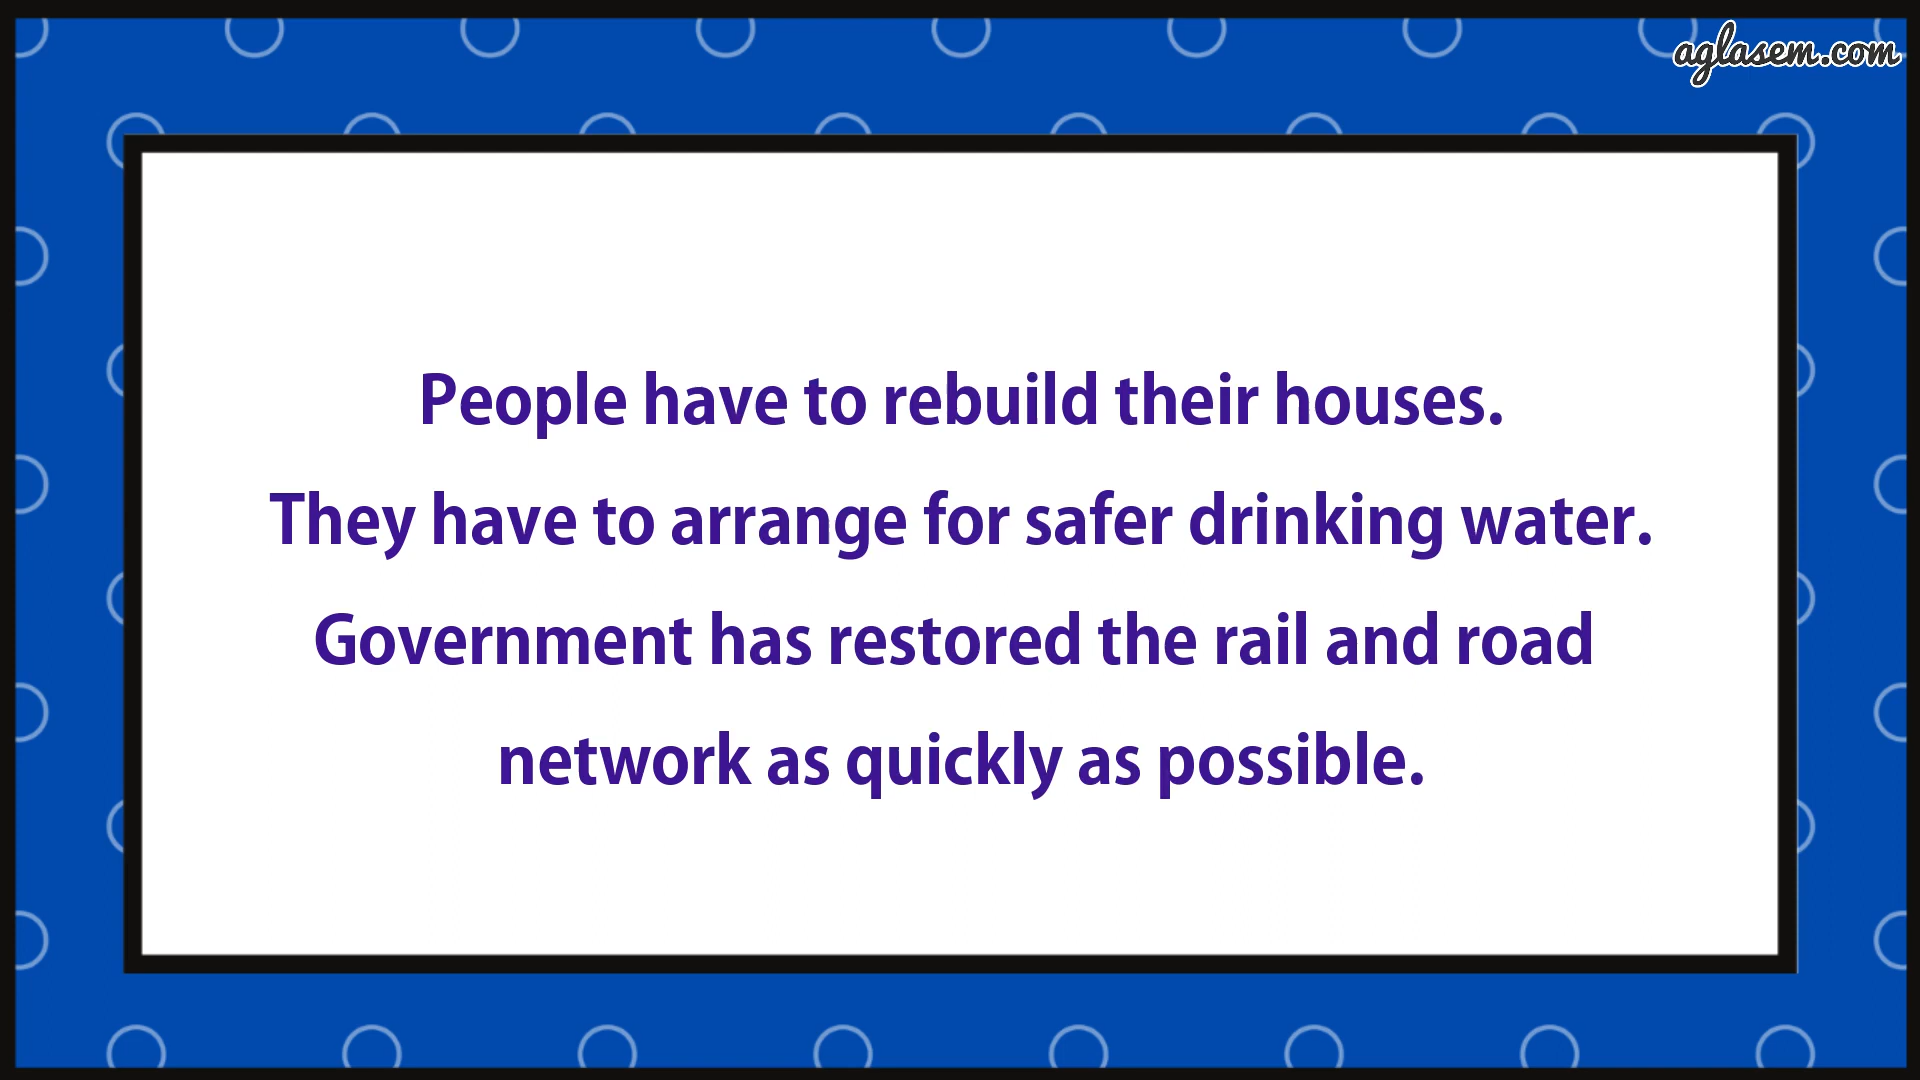 aglasem.com
People have to rebuild their houses.
They have to arrange for safer drinking water.
Government has restored the rail and road
network as quickly as possible.